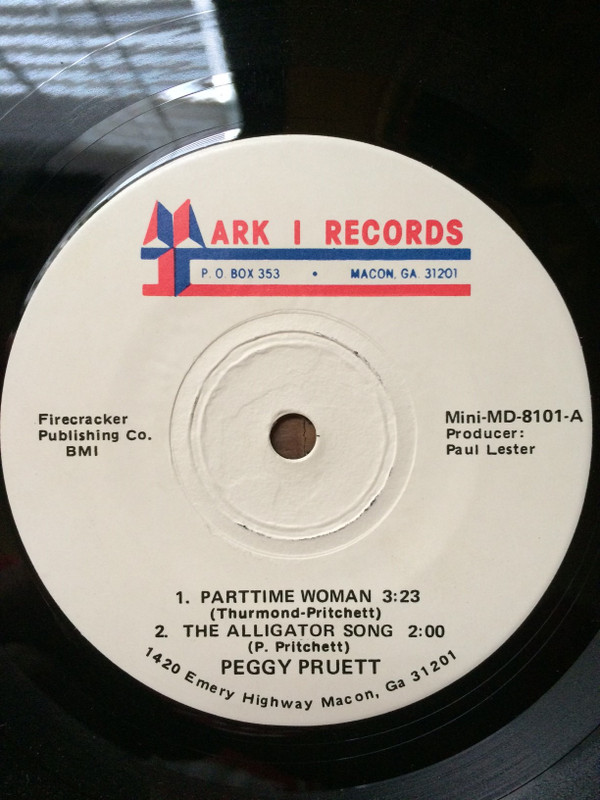 MARK I RECORDS
P. O BOX 353 • MACON, GA 31201
Firecracker
Publishing Co.
BMI
Mini-MD-8101-A
Producer:
Paul Lester
1. PARTTIME WOMAN 3:23
(Thurmond-Pritchett)
2. THE ALLIGATOR SONG 2:00
(P. Pritchett)
PEGGY PRUETT
1420 Emery Highway Macon, Ga 31201